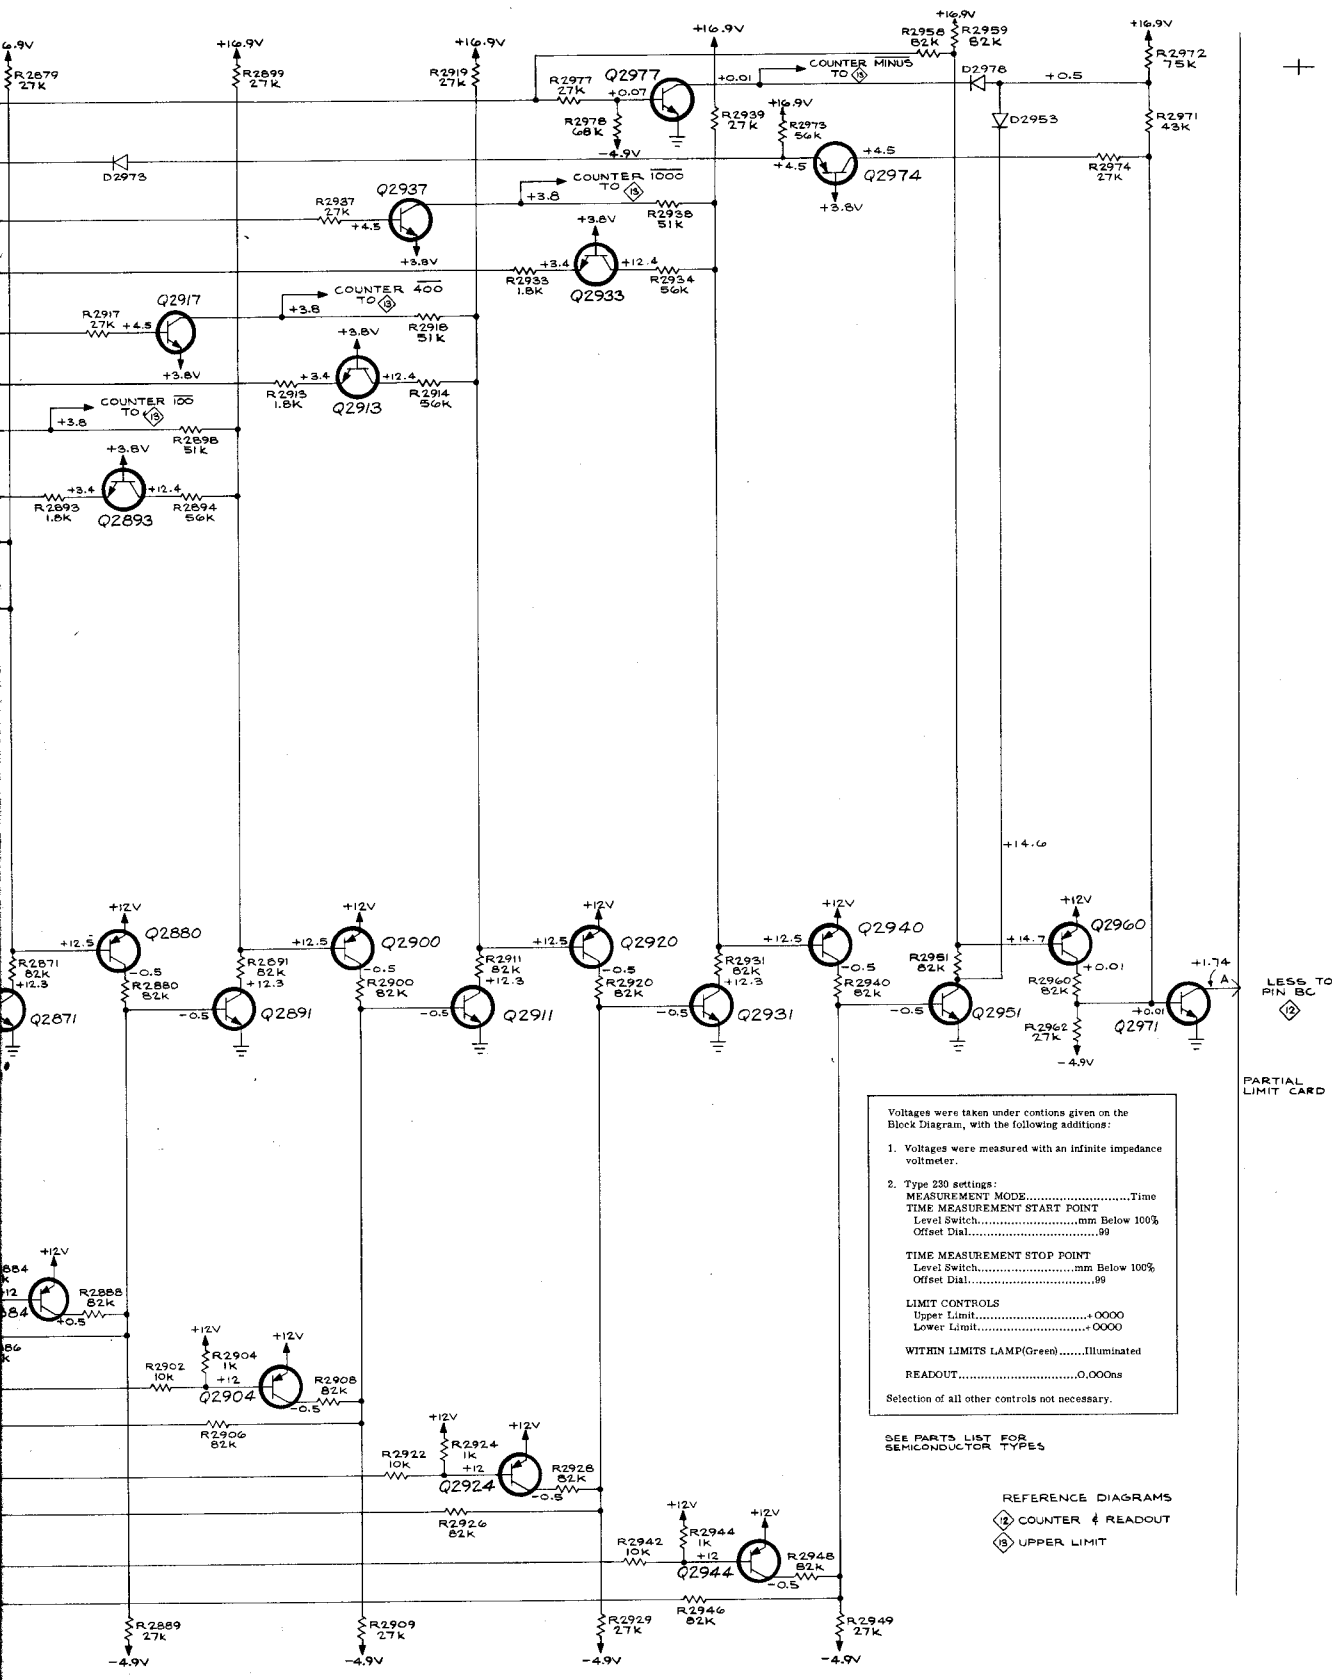 6.9V
+16.9V
+16.9V
+16.9V
+16.9V
+16.9V
R2879
27K
R2899
27K
R2919
27K
R2977
27K
Q2977
+0.07
+0.01
COUNTER MINUS
TO 13
R2958
82K
R2959
82K
D2978
+0.5
R2972
75K
R2978
68K
-4.9V
R2939
27K
+16.9V
R2973
56K
D2953
R2971
43K
D2973
+4.5
+4.5
Q2974
+3.8V
R2974
27K
R2937
27K
+4.5
Q2937
+3.8V
COUNTER 1000
TO 13
+3.8
R2938
51K
+3.8V
R2933
1.8K
+3.4
+12.4
Q2933
R2934
56K
R2917
27K
+4.5
Q2917
+3.8V
COUNTER 400
TO 13
+3.8
R2918
51K
+3.8V
R2913
1.8K
+3.4
+12.4
Q2913
R2914
56K
COUNTER 100
TO 13
+3.8
R2898
51K
+3.8V
R2893
1.8K
+3.4
+12.4
Q2893
R2894
56K
+14.6
+12V
+12V
+12V
+12V
+12V
+12.5
Q2880
+12.5
Q2900
+12.5
Q2920
+12.5
Q2940
+14.7
Q2960
R2871
82K
+12.3
-0.5
R2880
82K
R2891
82K
+12.3
-0.5
R2900
82K
R2911
82K
-0.5
R2920
82K
R2931
82K
+12.3
-0.5
R2940
82K
R2951
82K
+0.01
R2960
82K
+1.74
A
LESS TO
PIN BC
12
Q2871
-0.5
Q2891
-0.5
Q2911
-0.5
Q2931
-0.5
Q2951
R2962
27K
+0.01
Q2971
-4.9V
PARTIAL
LIMIT CARD
Voltages were taken under contions given on the
Block Diagram, with the following additions:
1. Voltages were measured with an infinite impedance
voltmeter.
2. Type 230 settings:
MEASUREMENT MODE..........................Time
TIME MEASUREMENT START POINT
Level Switch.........................mm Below 100%
Offset Dial................................99
TIME MEASUREMENT STOP POINT
Level Switch.........................mm Below 100%
Offset Dial................................99
LIMIT CONTROLS
Upper Limit...........................+0000
Lower Limit...........................+0000
WITHIN LIMITS LAMP(Green)......Illuminated
READOUT..............................0.000ns
Selection of all other controls not necessary.
SEE PARTS LIST FOR
SEMICONDUCTOR TYPES
REFERENCE DIAGRAMS
12 COUNTER & READOUT
13 UPPER LIMIT
884
K
+12
84
+12V
+0.5
R2888
82K
86
K
R2902
10K
+12V
R2904
1K
+12
Q2904
+12V
-0.5
R2908
82K
R2906
82K
R2922
10K
+12V
R2924
1K
+12
Q2924
+12V
-0.5
R2928
82K
R2926
82K
R2942
10K
+12V
R2944
1K
+12
Q2944
+12V
-0.5
R2948
82K
R2946
82K
R2889
27K
-4.9V
R2909
27K
-4.9V
R2929
27K
-4.9V
R2949
27K
-4.9V